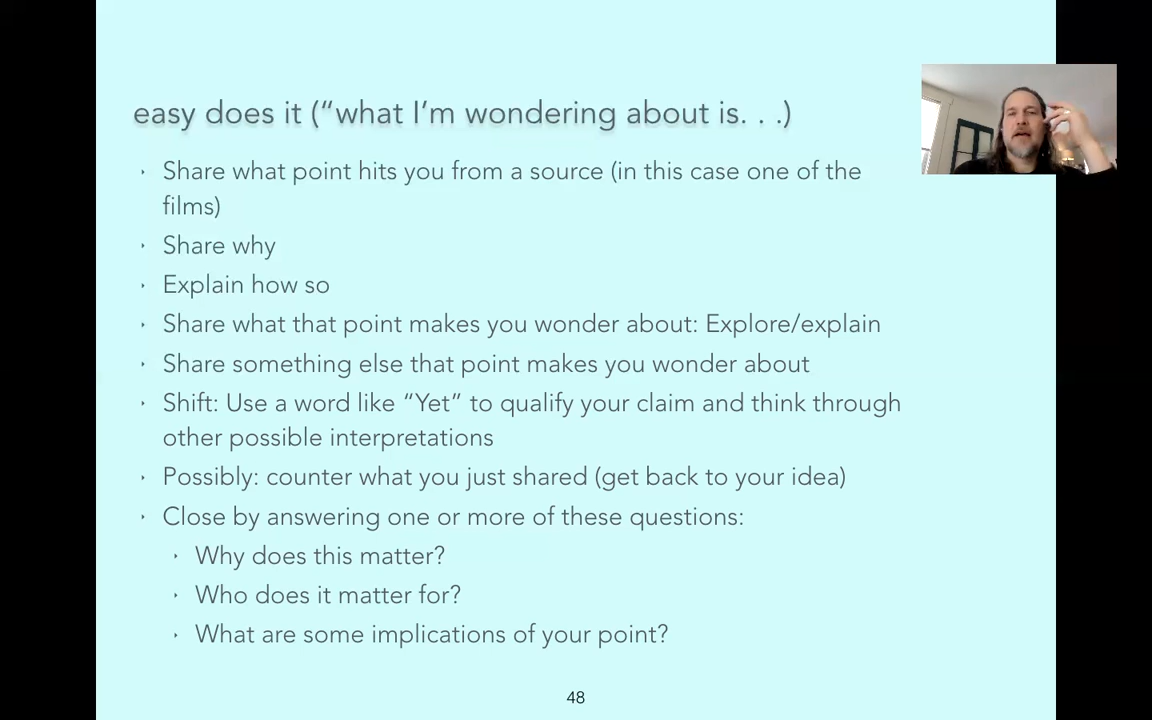 easy does it (“what I’m wondering about is. . .)
‣ Share what point hits you from a source (in this case one of the
films)
‣ Share why
‣ Explain how so
‣ Share what that point makes you wonder about: Explore/explain
‣ Share something else that point makes you wonder about
‣ Shift: Use a word like “Yet” to qualify your claim and think through
other possible interpretations
‣ Possibly: counter what you just shared (get back to your idea)
‣ Close by answering one or more of these questions:
‣ Why does this matter?
‣ Who does it matter for?
‣ What are some implications of your point?
48